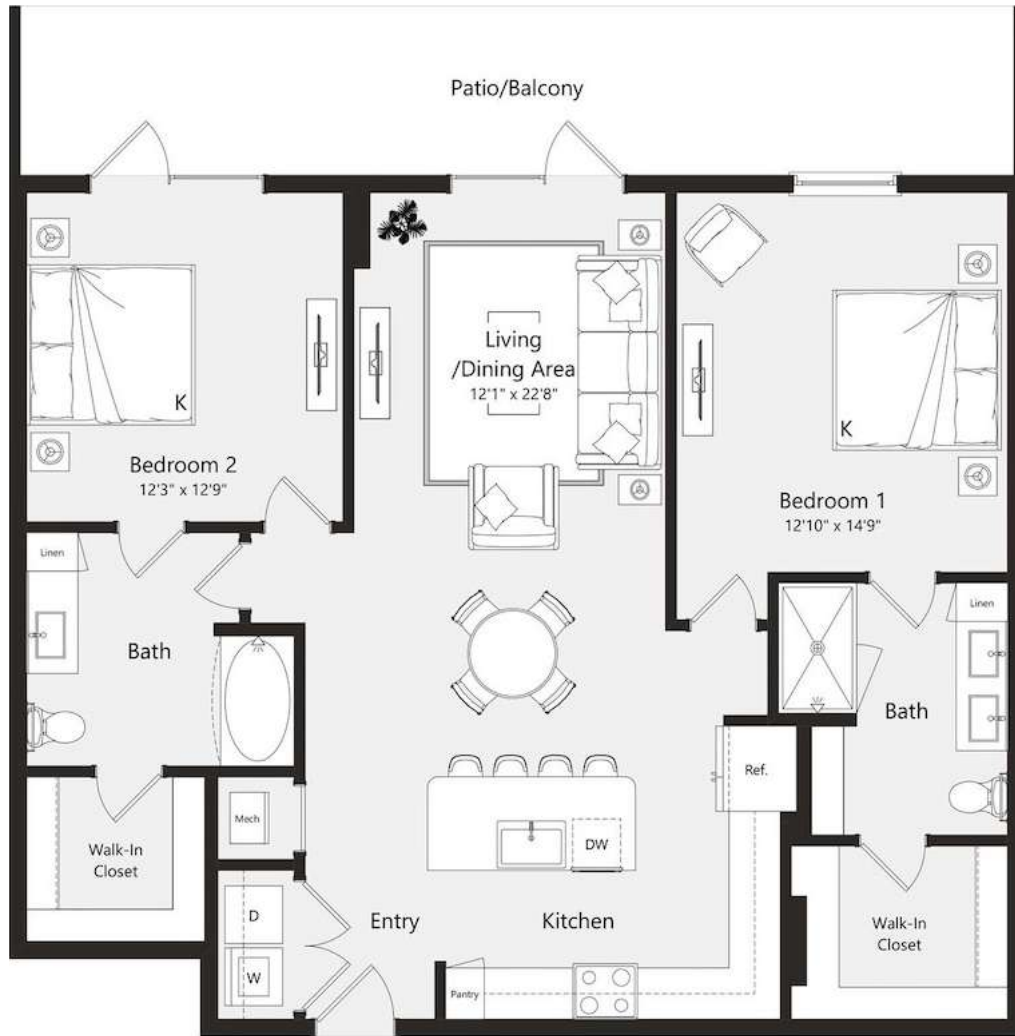 Patio/Balcony
Living
/Dining Area
12'1" x 22'8"
K
Bedroom 2
12'3" x 12'9"
K
Bedroom 1
12'10" x 14'9"
Linen
Bath
Linen
Bath
Ref.
Mech
DW
Walk-In
Closet
D
Entry
Kitchen
Walk-In
Closet
W
Pantry